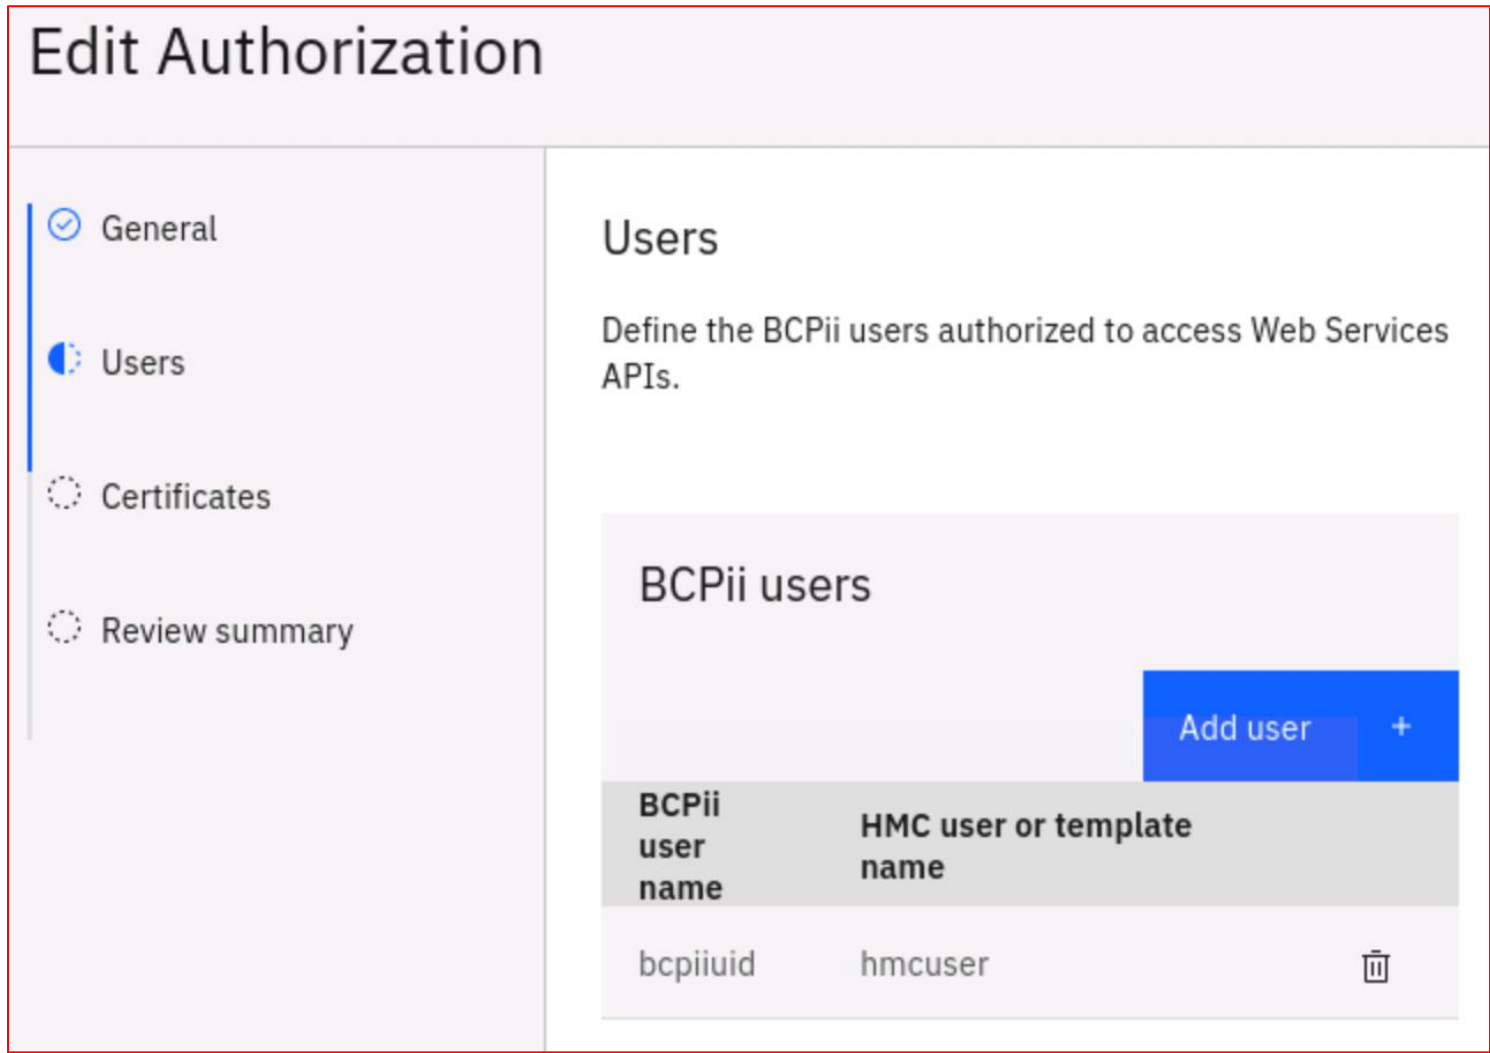 Edit Authorization
General
Users
Certificates
Review summary
Users
Define the BCPii users authorized to access Web Services
APIs.
BCPii users
Add user +
BCPii
user
name
HMC user or template
name
bcpiiuid hmcuser